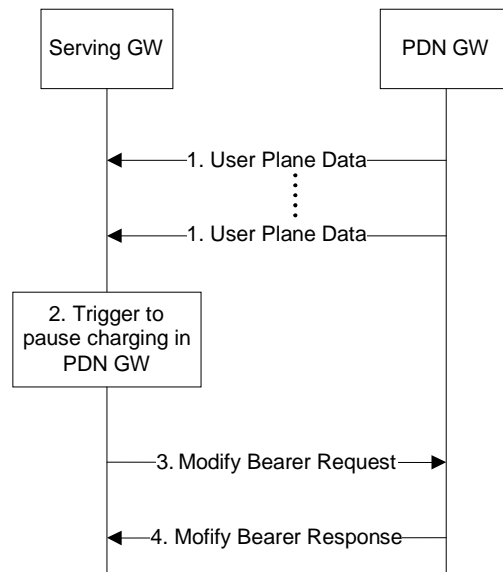 Serving GW
PDN GW
1. User Plane Data
1. User Plane Data
2. Trigger to
pause charging in
PDN GW
3. Modify Bearer Request
4. Mofify Bearer Response